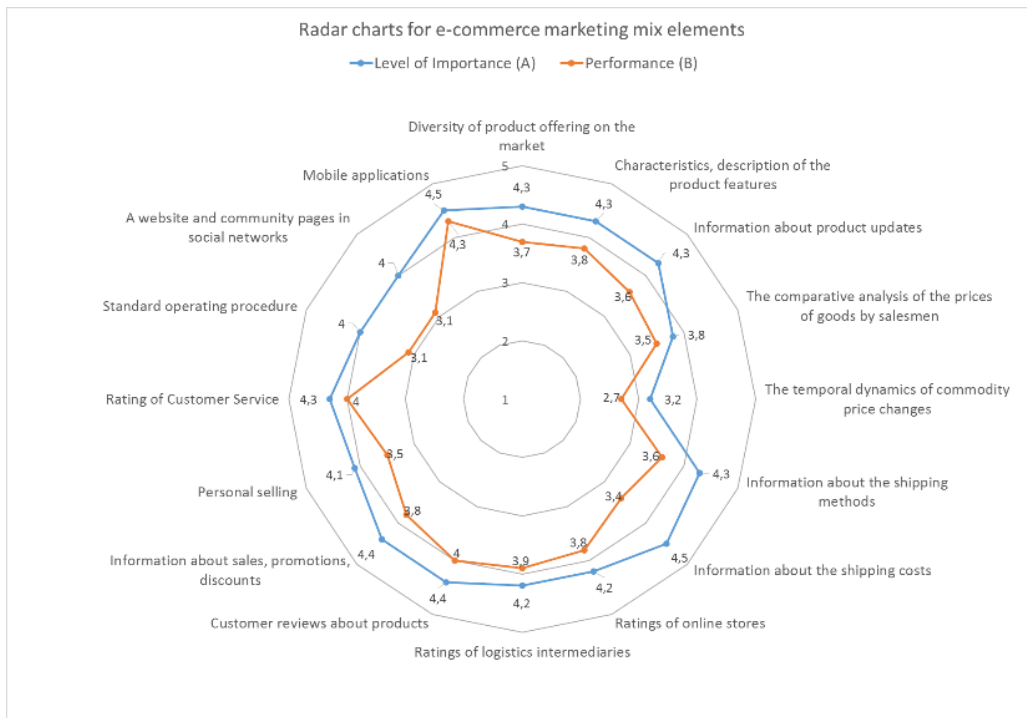 Radar charts for e-commerce marketing mix elements
Level of Importance (A) Performance (B)
Diversity of product offering on the
market
Characteristics, description of the
product features
Information about product updates
The comparative analysis of the prices
of goods by salesmen
The temporal dynamics of commodity
price changes
Information about the shipping
methods
Information about the shipping costs
Ratings of online stores
Ratings of logistics intermediaries
Customer reviews about products
Information about sales, promotions,
discounts
Personal selling
Rating of Customer Service
Standard operating procedure
A website and community pages in
social networks
Mobile applications
5
4
3
2
1
4,3
4,3
4,3
3,8
3,2
4,3
4,5
4,2
4,2
4,4
4,4
4,1
4,3
4
4
4,5
3,7
3,8
3,6
3,5
2,7
3,6
3,4
3,8
3,9
4
3,8
3,5
4
3,1
3,1
4,3